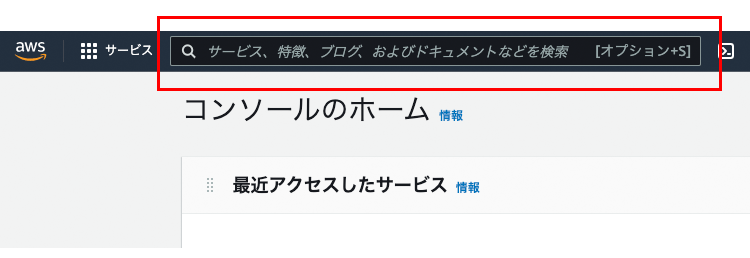 aws サービス サービス、特徴、ブログ、およびドキュメントなどを検索 [オプション+S]
コンソールのホーム 情報
最近アクセスしたサービス 情報